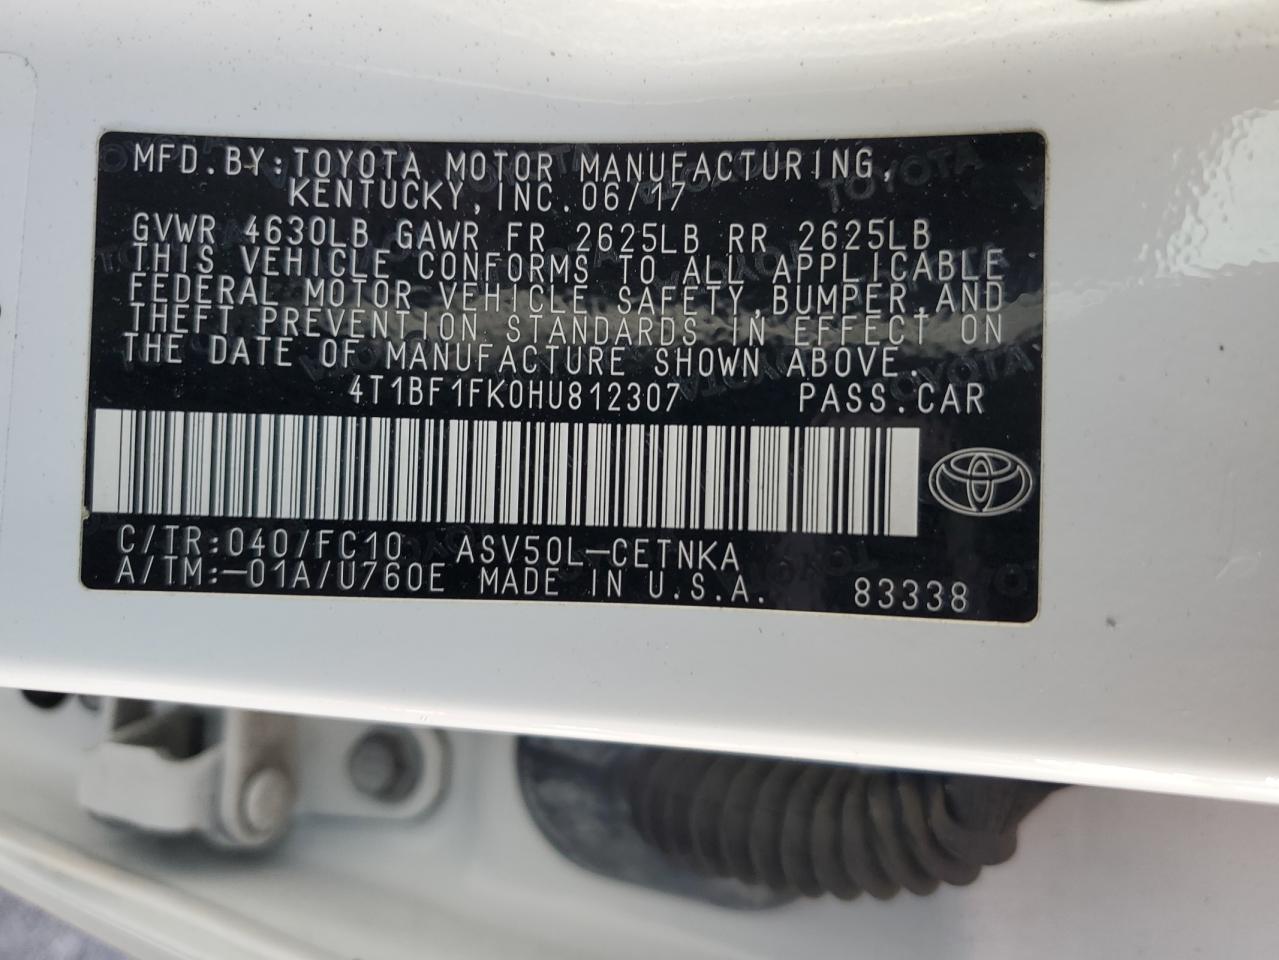 MFD. BY: TOYOTA MOTOR MANUFACTURING,
KENTUCKY, INC. 06/17
GVWR 4630LB GAWR FR 2625LB RR 2625LB
THIS VEHICLE CONFORMS TO ALL APPLICABLE
FEDERAL MOTOR VEHICLE SAFETY, BUMPER, AND
THEFT PREVENTION STANDARDS IN EFFECT ON
THE DATE OF MANUFACTURE SHOWN ABOVE.
4T1BF1FK0HU812307 PASS.CAR
C/TR: 040/FC10 ASV50L-CETNKA
A/TM:-01A/U760E MADE IN U.S.A. 83338